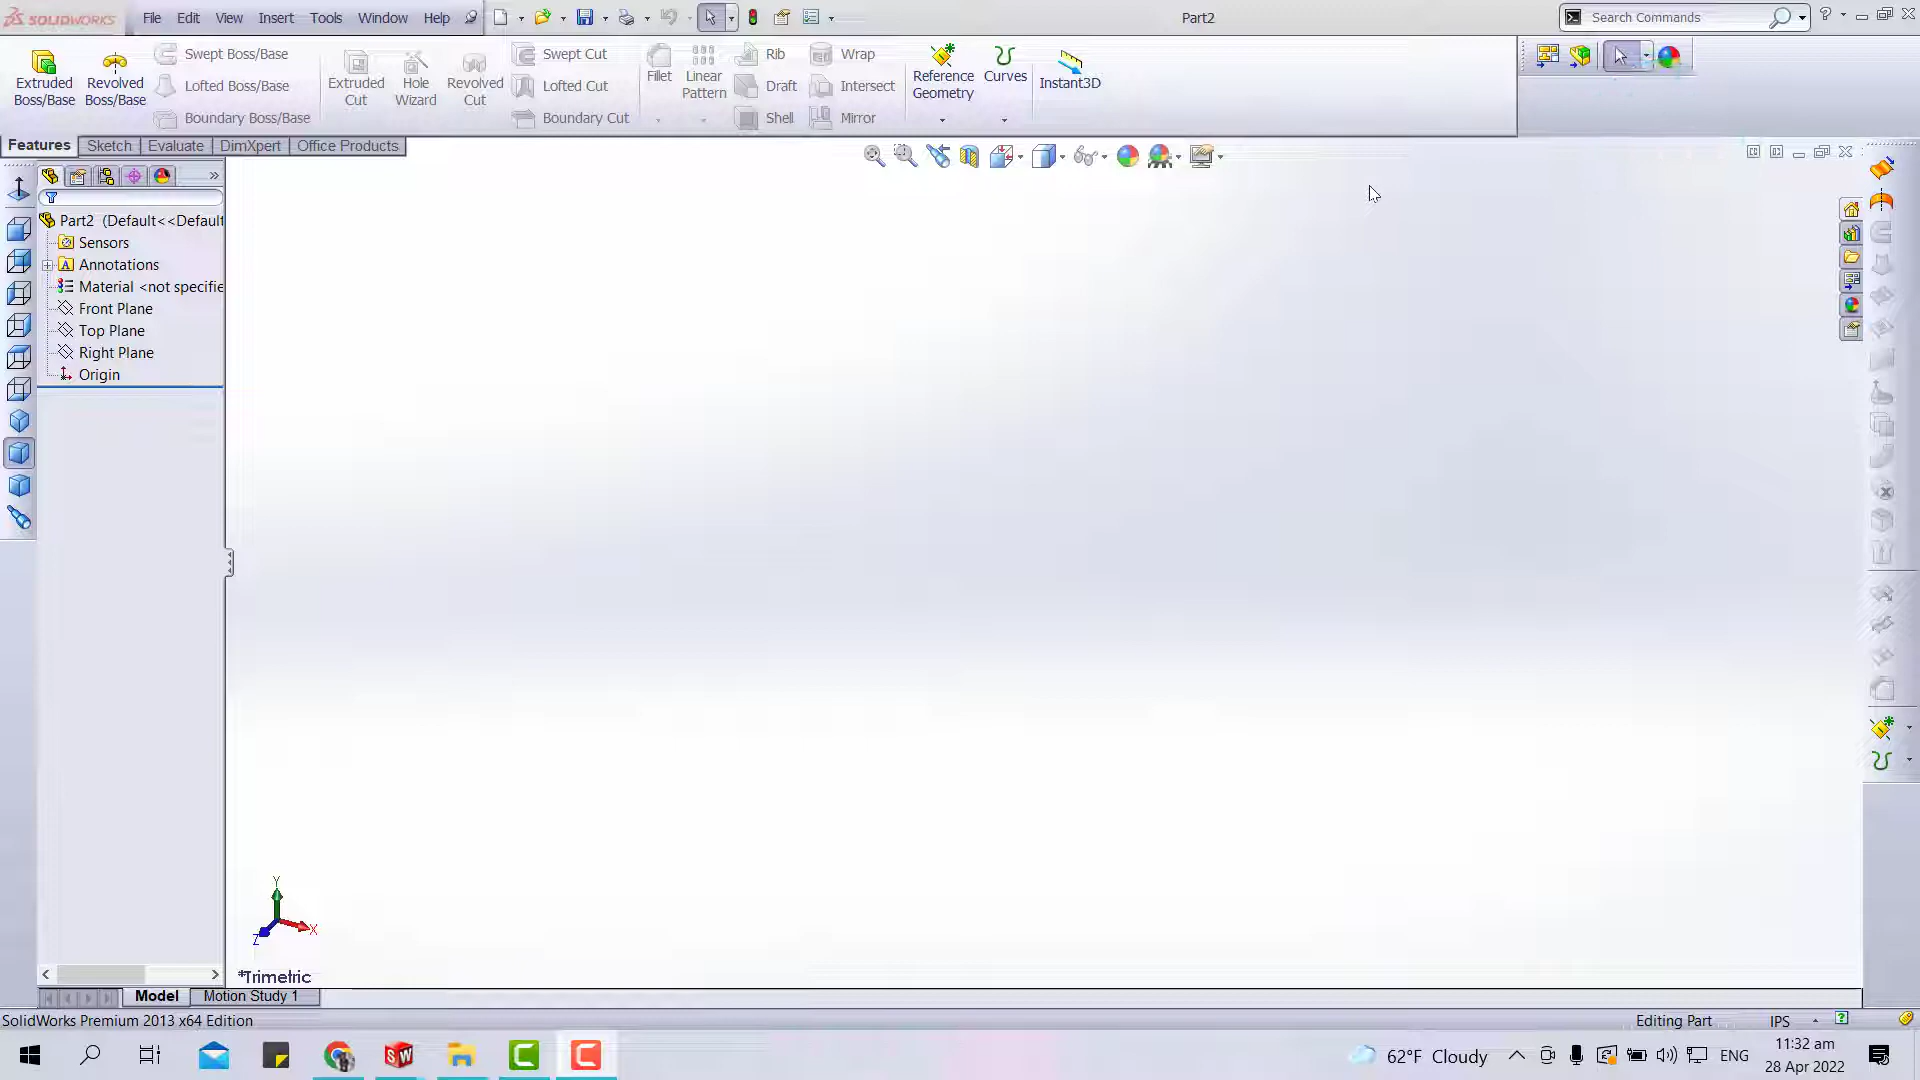 SOLIDWORKS File Edit View Insert Tools Window Help Part2 Search Commands
Extruded Boss/Base
Revolved Boss/Base
Swept Boss/Base
Lofted Boss/Base
Boundary Boss/Base
Extruded Cut
Hole Wizard
Revolved Cut
Swept Cut
Lofted Cut
Boundary Cut
Fillet
Linear Pattern
Rib
Draft
Shell
Wrap
Intersect
Mirror
Reference Geometry
Curves
Instant3D
Features Sketch Evaluate DimXpert Office Products
Part2 (Default<<Default
Sensors
Annotations
Material <not specifie
Front Plane
Top Plane
Right Plane
Origin
Y
X
Z
*Trimetric
Model Motion Study 1
SolidWorks Premium 2013 x64 Edition Editing Part IPS
62°F Cloudy ENG
11:32 am
28 Apr 2022